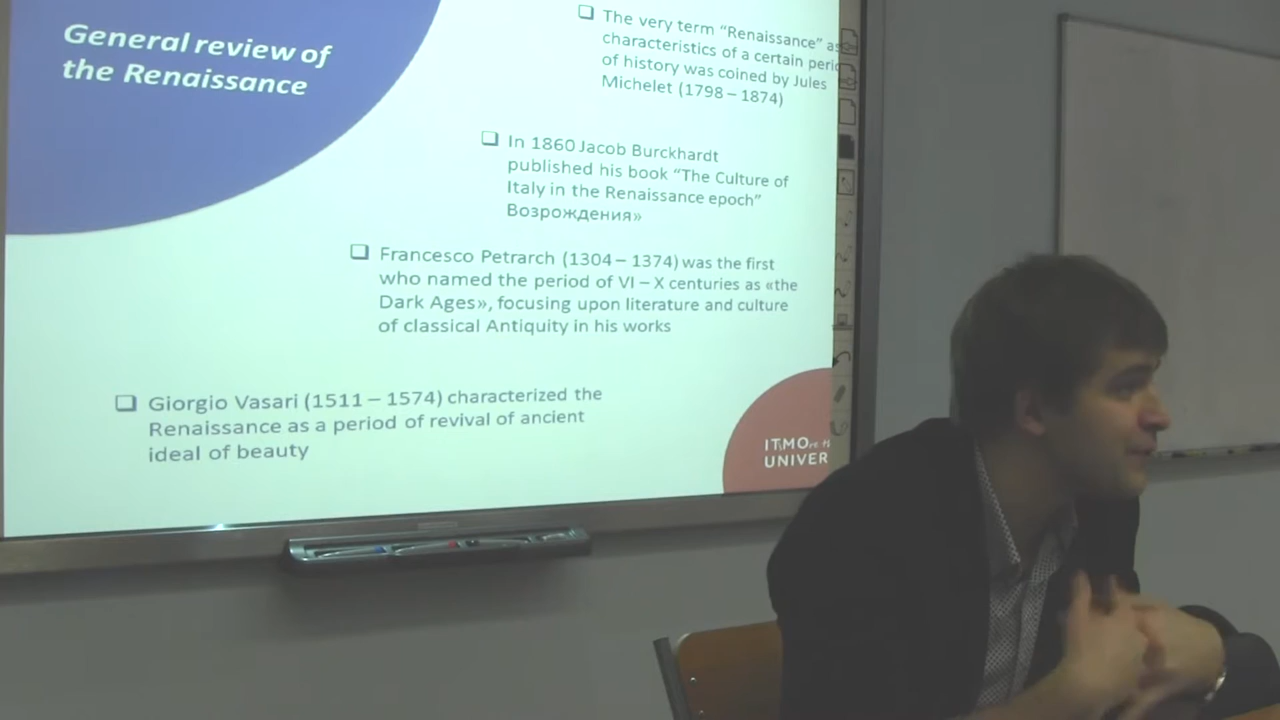 General review of
the Renaissance
The very term “Renaissance” as
characteristics of a certain perio
of history was coined by Jules
Michelet (1798 – 1874)
In 1860 Jacob Burckhardt
published his book “The Culture of
Italy in the Renaissance epoch”
Возрождения»
Francesco Petrarch (1304 – 1374) was the first
who named the period of VI – X centuries as «the
Dark Ages», focusing upon literature and culture
of classical Antiquity in his works
Giorgio Vasari (1511 – 1574) characterized the
Renaissance as a period of revival of ancient
ideal of beauty
ITMO
UNIVER